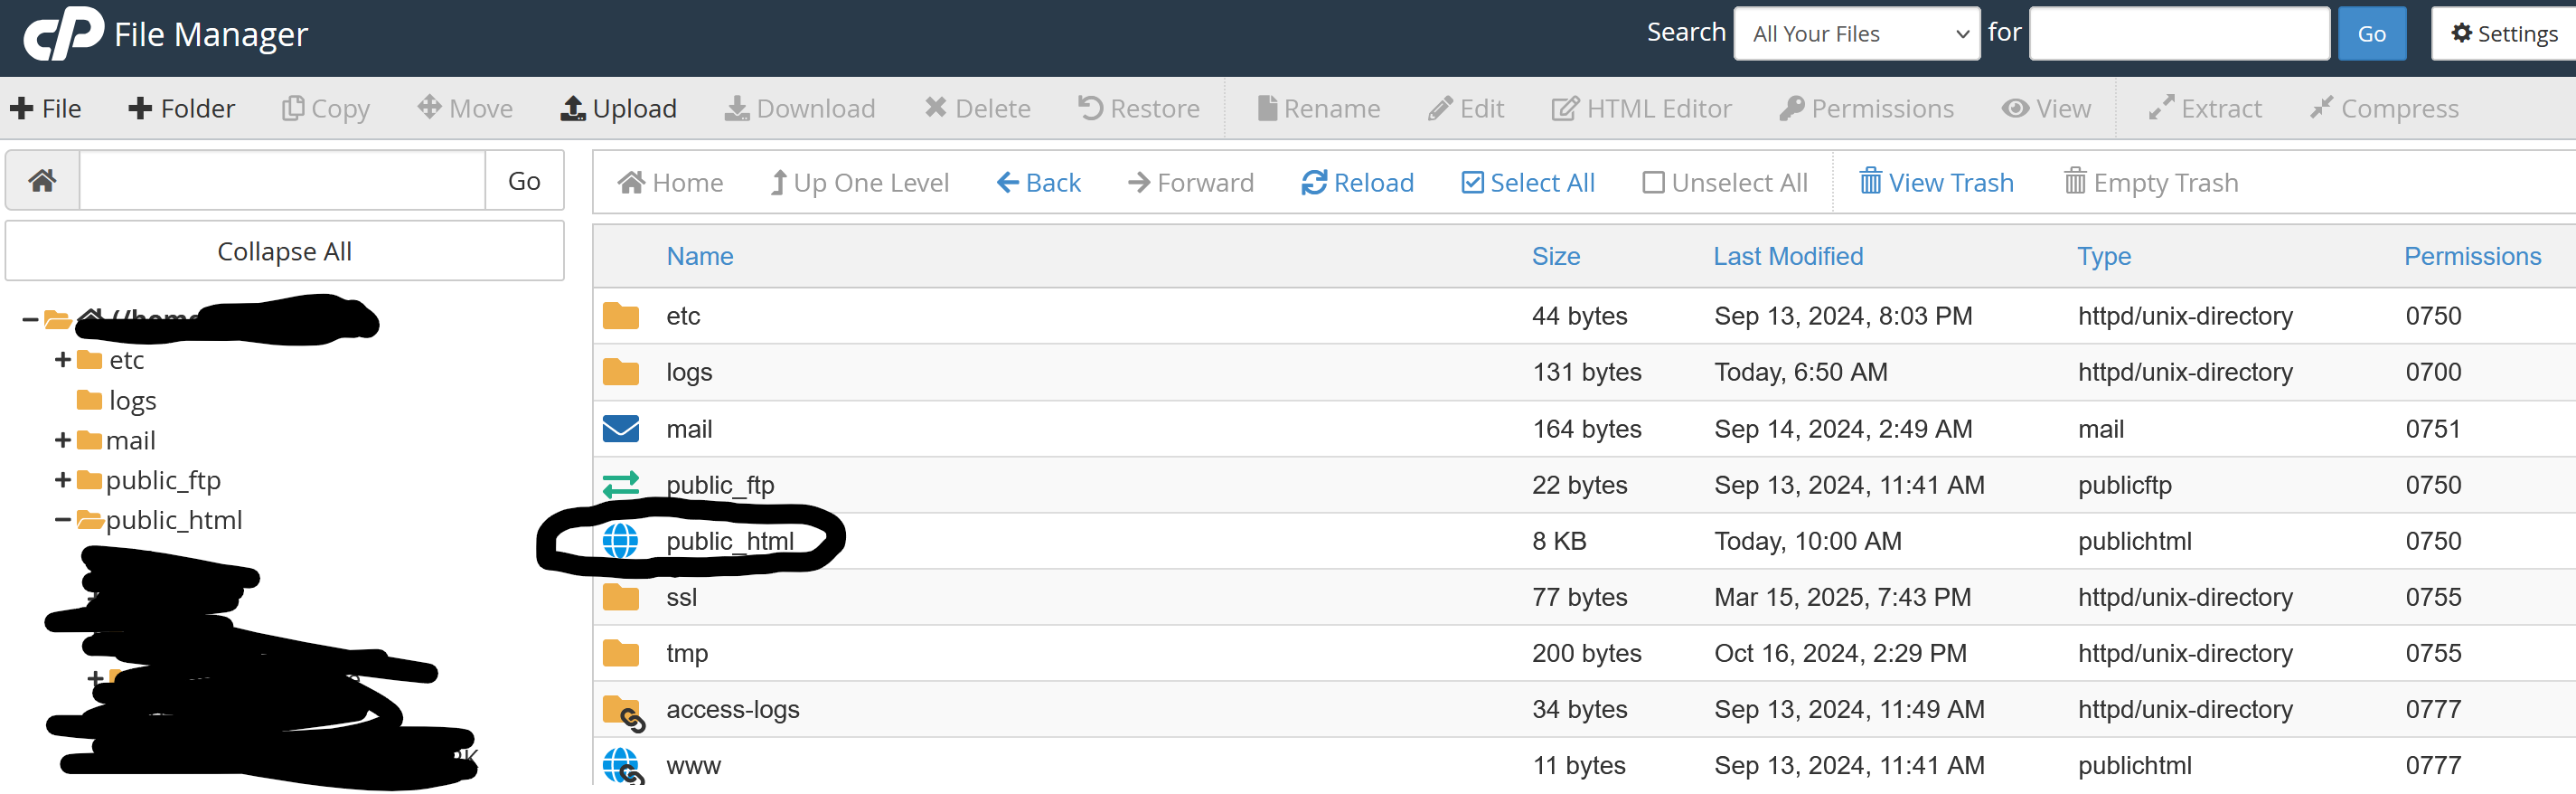 cP File Manager Search All Your Files for Go Settings
File Folder Copy Move Upload Download Delete Restore Rename Edit HTML Editor Permissions View Extract Compress
Go
Home Up One Level Back Forward Reload Select All Unselect All View Trash Empty Trash
Collapse All
etc
logs
mail
public_ftp
public_html
Name Size Last Modified Type Permissions
etc 44 bytes Sep 13, 2024, 8:03 PM httpd/unix-directory 0750
logs 131 bytes Today, 6:50 AM httpd/unix-directory 0700
mail 164 bytes Sep 14, 2024, 2:49 AM mail 0751
public_ftp 22 bytes Sep 13, 2024, 11:41 AM publicftp 0750
public_html 8 KB Today, 10:00 AM publichtml 0750
ssl 77 bytes Mar 15, 2025, 7:43 PM httpd/unix-directory 0755
tmp 200 bytes Oct 16, 2024, 2:29 PM httpd/unix-directory 0755
access-logs 34 bytes Sep 13, 2024, 11:49 AM httpd/unix-directory 0777
www 11 bytes Sep 13, 2024, 11:41 AM publichtml 0777